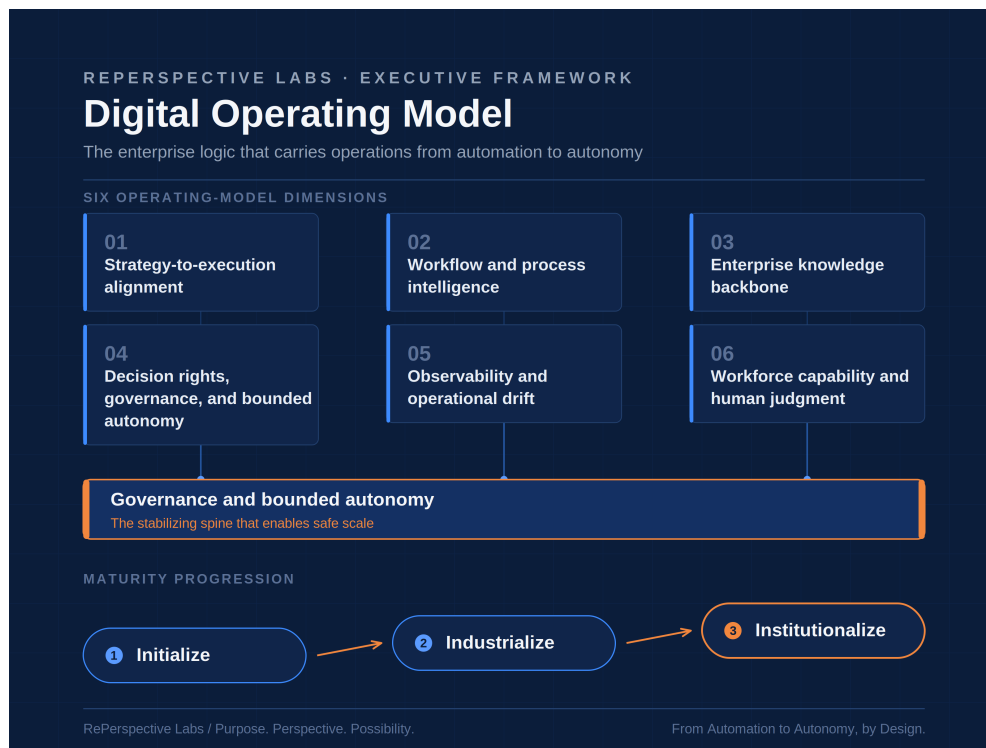 REPERSPECTIVE LABS · EXECUTIVE FRAMEWORK
Digital Operating Model
The enterprise logic that carries operations from automation to autonomy
SIX OPERATING-MODEL DIMENSIONS
01
Strategy-to-execution
alignment
02
Workflow and process
intelligence
03
Enterprise knowledge
backbone
04
Decision rights,
governance, and bounded
autonomy
05
Observability and
operational drift
06
Workforce capability and
human judgment
Governance and bounded autonomy
The stabilizing spine that enables safe scale
MATURITY PROGRESSION
1 Initialize
2 Industrialize
3 Institutionalize
RePerspective Labs / Purpose. Perspective. Possibility.
From Automation to Autonomy, by Design.